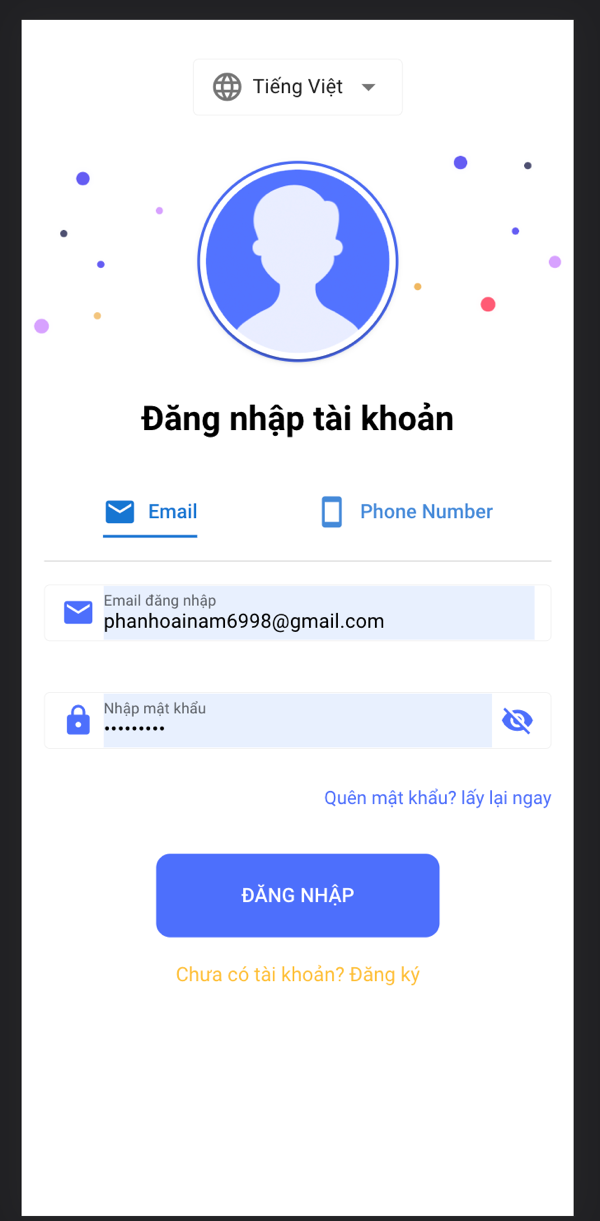 Tiếng Việt
Đăng nhập tài khoản
Email
Phone Number
Email đăng nhập
phanhoainam6998@gmail.com
Nhập mật khẩu
•••••••••
Quên mật khẩu? lấy lại ngay
ĐĂNG NHẬP
Chưa có tài khoản? Đăng ký